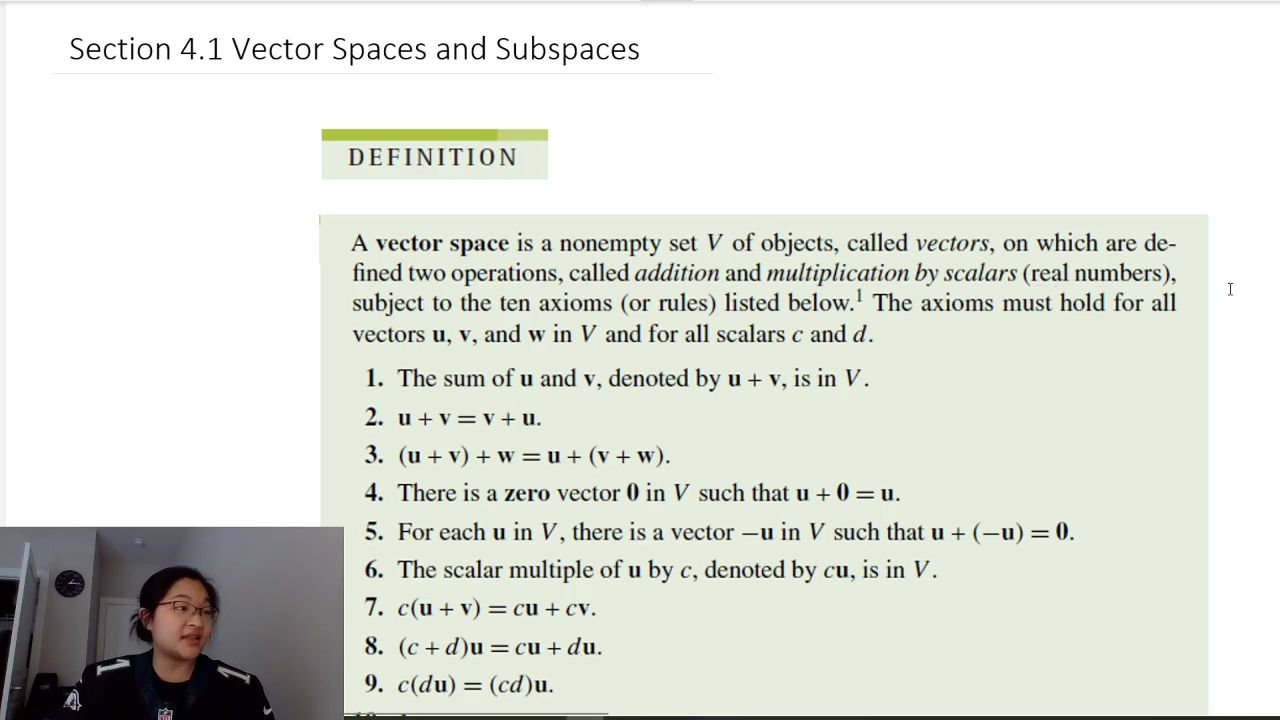 Section 4.1 Vector Spaces and Subspaces
DEFINITION
A vector space is a nonempty set V of objects, called vectors, on which are de-
fined two operations, called addition and multiplication by scalars (real numbers),
subject to the ten axioms (or rules) listed below.¹ The axioms must hold for all
vectors u, v, and w in V and for all scalars c and d.
1. The sum of u and v, denoted by u + v, is in V.
2. u + v = v + u.
3. (u + v) + w = u + (v + w).
4. There is a zero vector 0 in V such that u + 0 = u.
5. For each u in V, there is a vector −u in V such that u + (−u) = 0.
6. The scalar multiple of u by c, denoted by cu, is in V.
7. c(u + v) = cu + cv.
8. (c + d)u = cu + du.
9. c(du) = (cd)u.